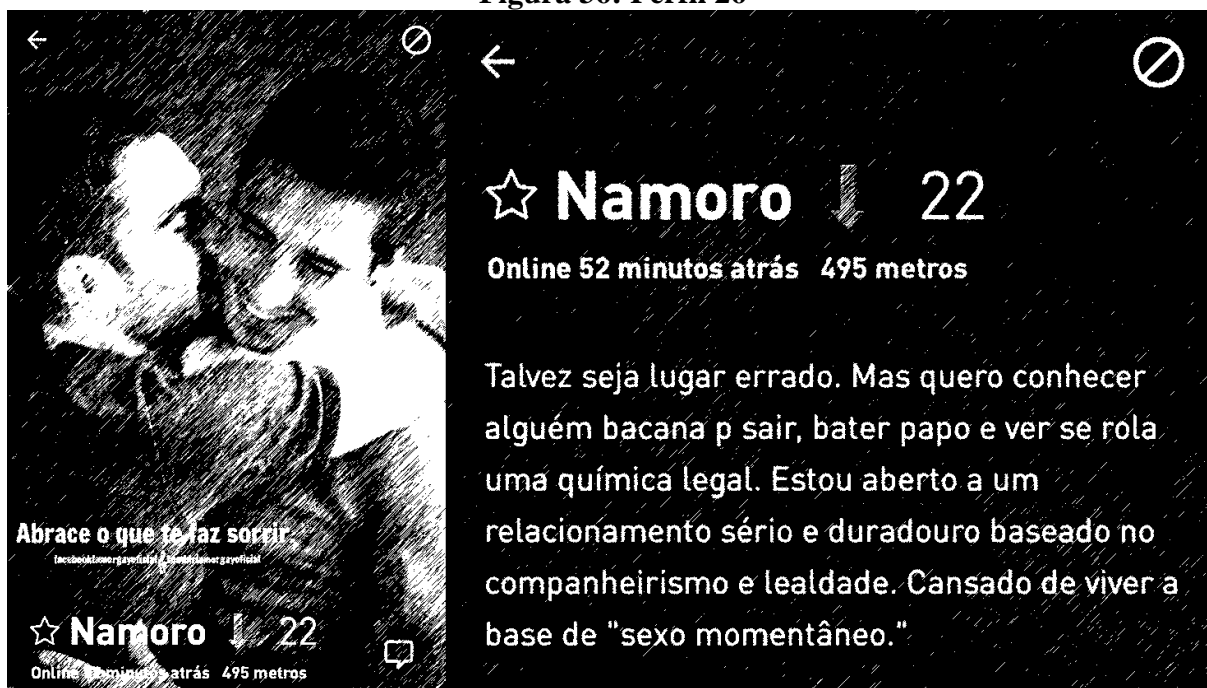 Figura 36: Perfil 26
Abrace o que te faz sorrir.
☆ Namoro ⬇ 22
Online 52 minutos atrás 495 metros
☆ Namoro ⬇ 22
Online 52 minutos atrás 495 metros
Talvez seja lugar errado. Mas quero conhecer
alguém bacana p sair, bater papo e ver se rola
uma química legal. Estou aberto a um
relacionamento sério e duradouro baseado no
companheirismo e lealdade. Cansado de viver a
base de "sexo momentâneo."